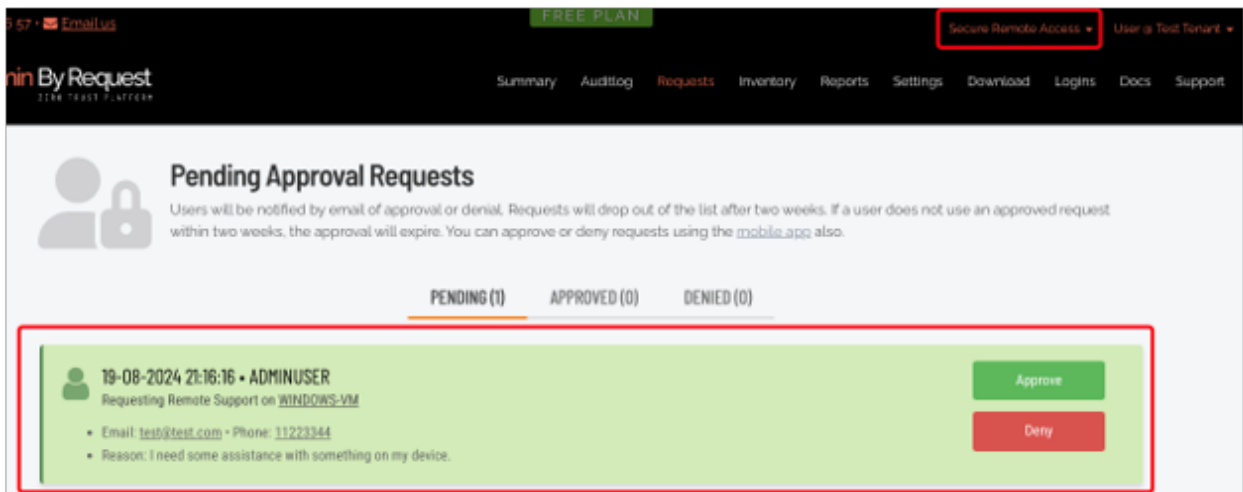 57 • Email us
FREE PLAN
Secure Remote Access
User @ Test Tenant
min By Request
ZERO TRUST PLATFORM
Summary Auditlog Requests Inventory Reports Settings Download Logins Docs Support
Pending Approval Requests
Users will be notified by email of approval or denial. Requests will drop out of the list after two weeks. If a user does not use an approved request
within two weeks, the approval will expire. You can approve or deny requests using the mobile app also.
PENDING (1) APPROVED (0) DENIED (0)
19-08-2024 21:16:16 • ADMINUSER
Requesting Remote Support on WINDOWS-VM
• Email: test@test.com • Phone: 11223344
• Reason: I need some assistance with something on my device.
Approve
Deny